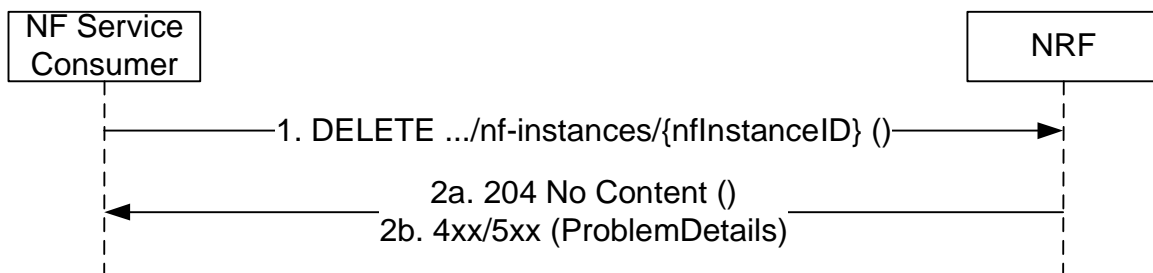 NF Service
Consumer
NRF
1. DELETE .../nf-instances/{nfInstanceID} ()
2a. 204 No Content ()
2b. 4xx/5xx (ProblemDetails)